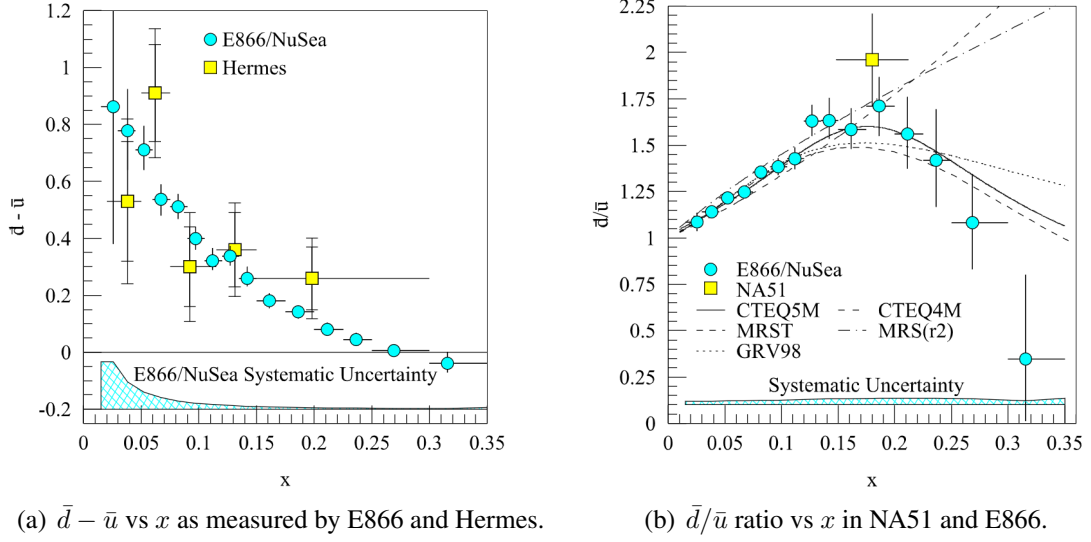 1.2
1
0.8
0.6
0.4
0.2
0
-0.2
d̄ - ū
E866/NuSea
Hermes
E866/NuSea Systematic Uncertainty
0 0.05 0.1 0.15 0.2 0.25 0.3 0.35
x
(a) d̄ − ū vs x as measured by E866 and Hermes.
2.25
2
1.75
1.5
1.25
1
0.75
0.5
0.25
0
d̄/ū
E866/NuSea
NA51
CTEQ5M CTEQ4M
MRST MRS(r2)
GRV98
Systematic Uncertainty
0 0.05 0.1 0.15 0.2 0.25 0.3 0.35
x
(b) d̄/ū ratio vs x in NA51 and E866.